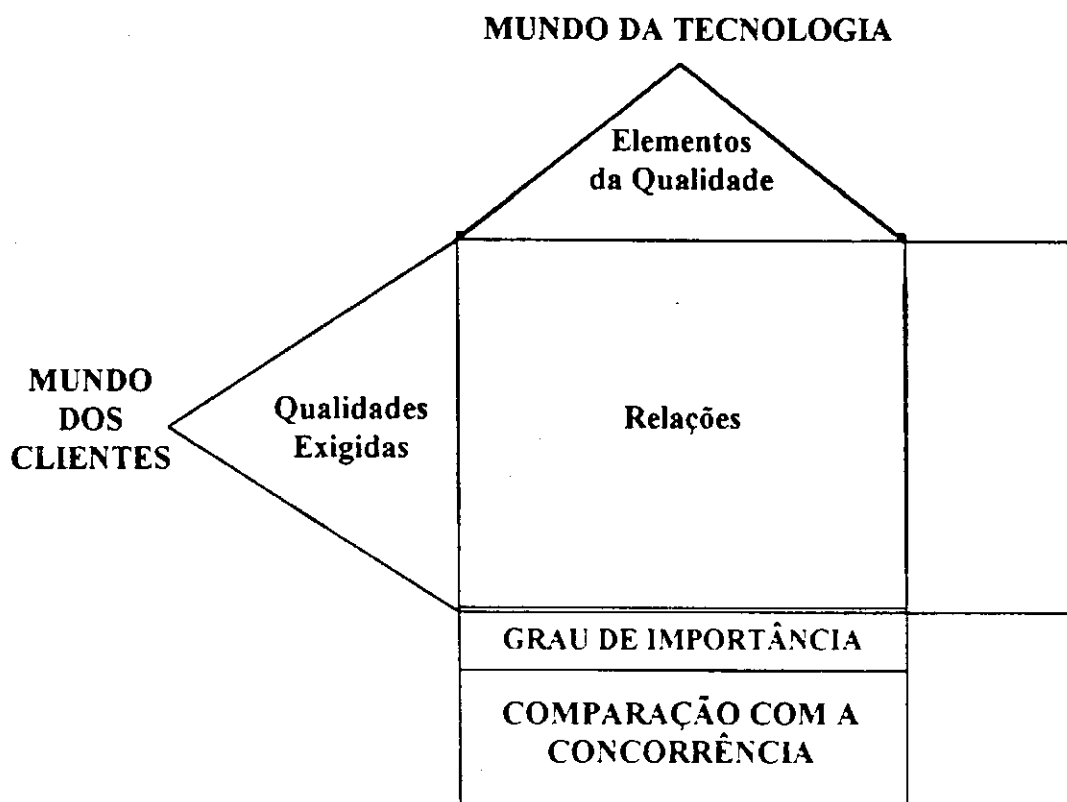 MUNDO DA TECNOLOGIA
Elementos
da Qualidade
MUNDO
DOS
CLIENTES
Qualidades
Exigidas
Relações
GRAU DE IMPORTÂNCIA
COMPARAÇÃO COM A
CONCORRÊNCIA